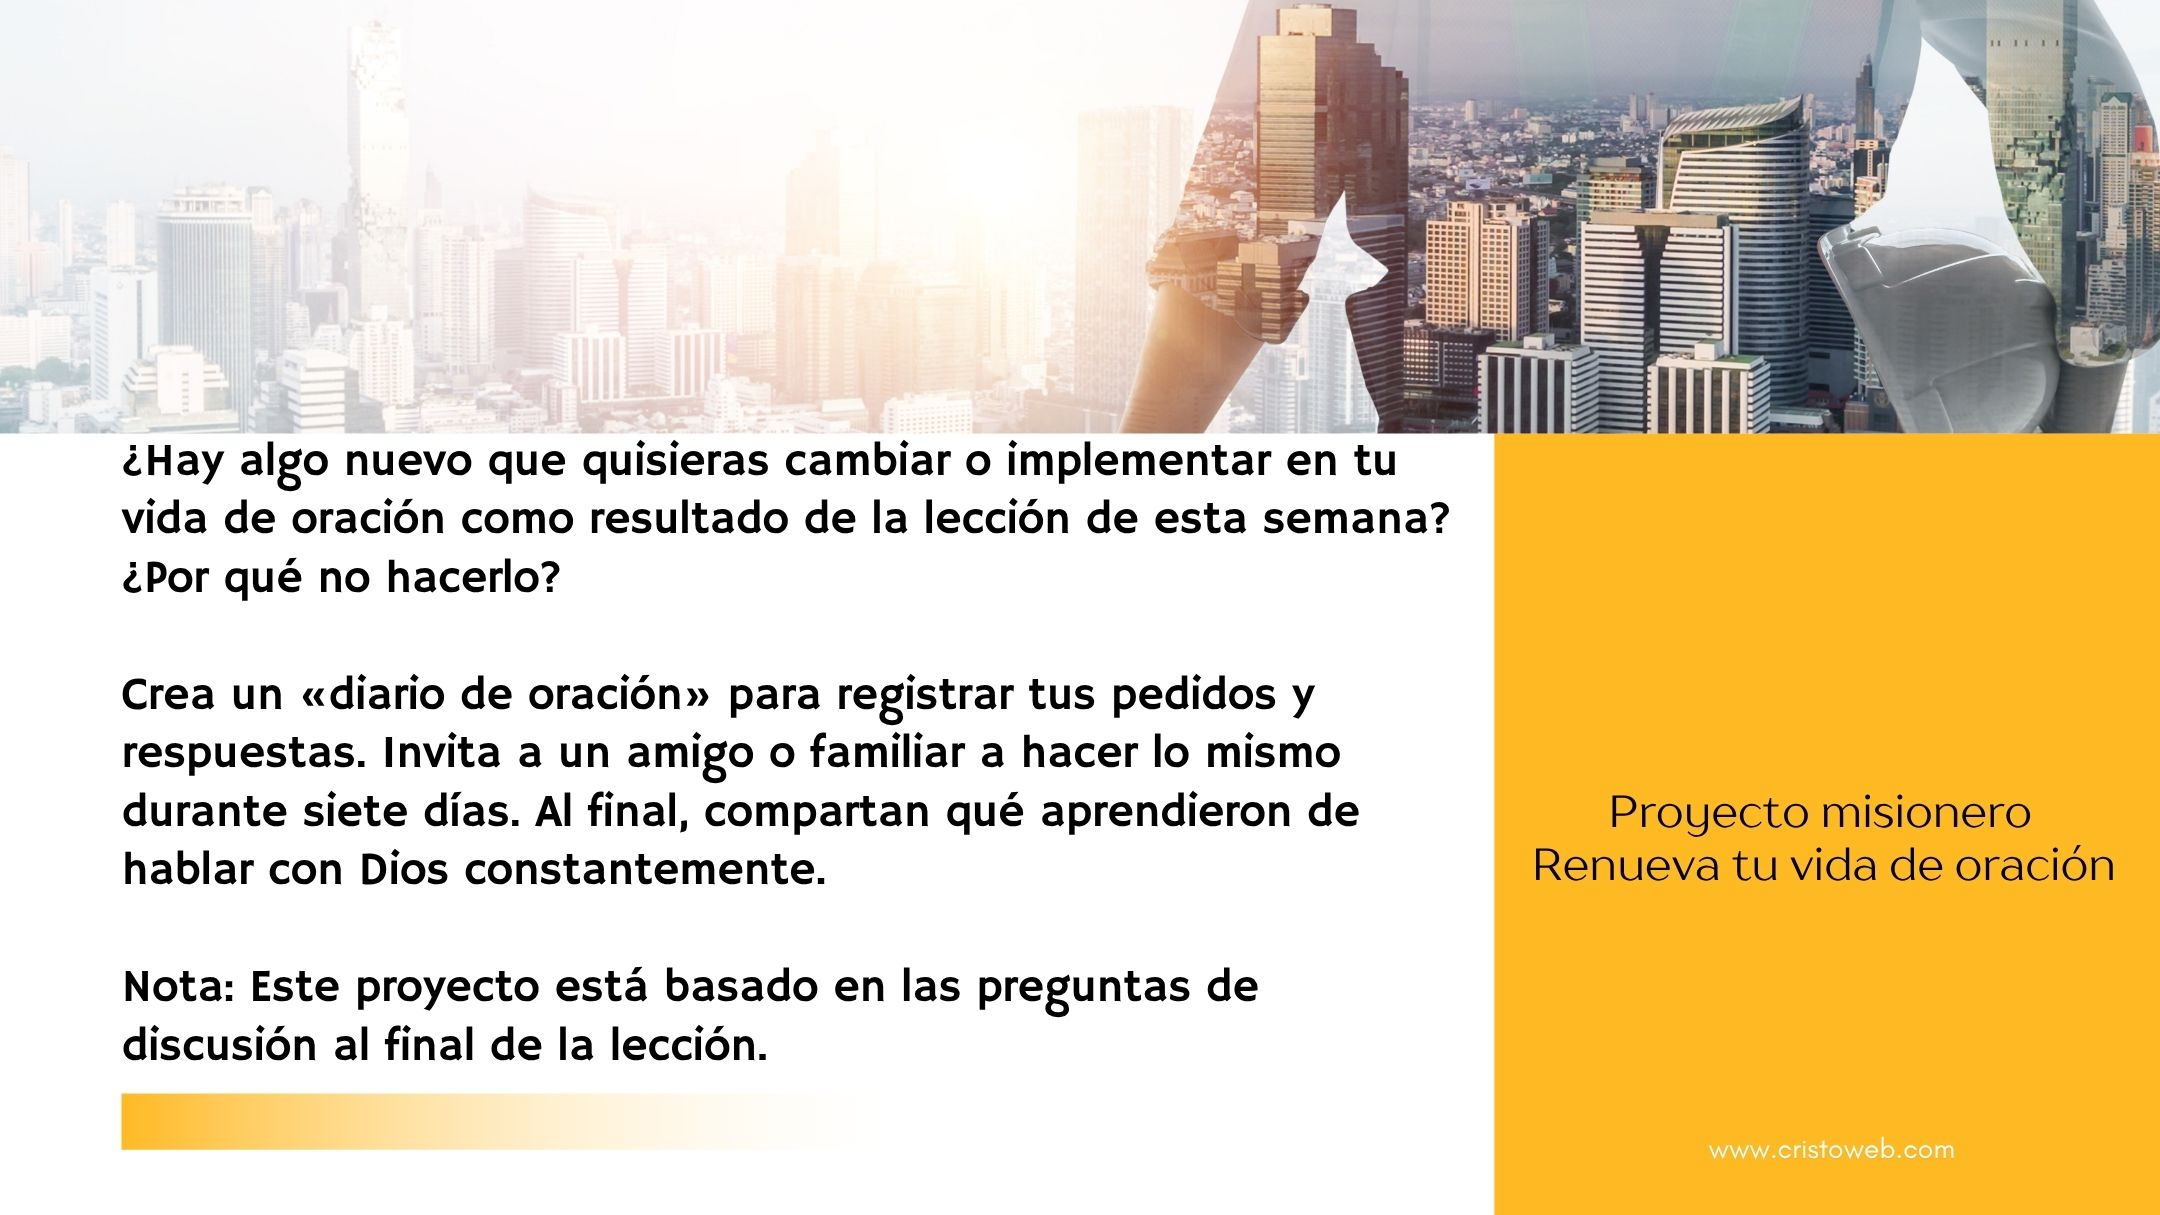 ¿Hay algo nuevo que quisieras cambiar o implementar en tu
vida de oración como resultado de la lección de esta semana?
¿Por qué no hacerlo?
Crea un «diario de oración» para registrar tus pedidos y
respuestas. Invita a un amigo o familiar a hacer lo mismo
durante siete días. Al final, compartan qué aprendieron de
hablar con Dios constantemente.
Nota: Este proyecto está basado en las preguntas de
discusión al final de la lección.
Proyecto misionero
Renueva tu vida de oración
www.cristoweb.com